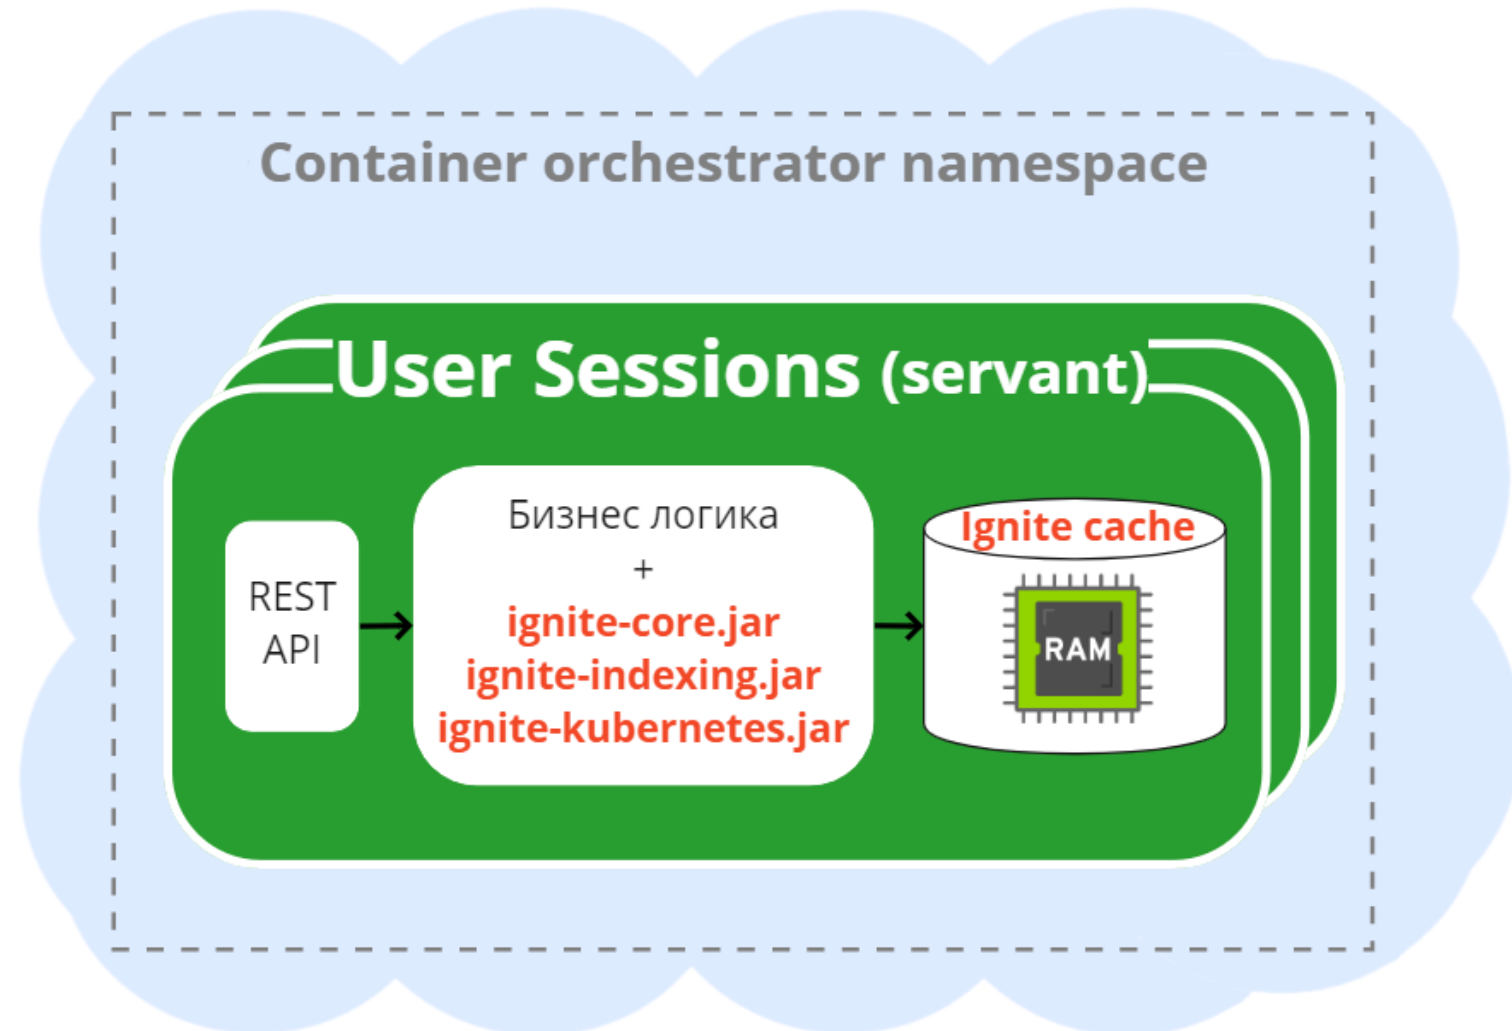 Container orchestrator namespace
User Sessions (servant)
REST
API
Бизнес логика
+
ignite-core.jar
ignite-indexing.jar
ignite-kubernetes.jar
Ignite cache
RAM